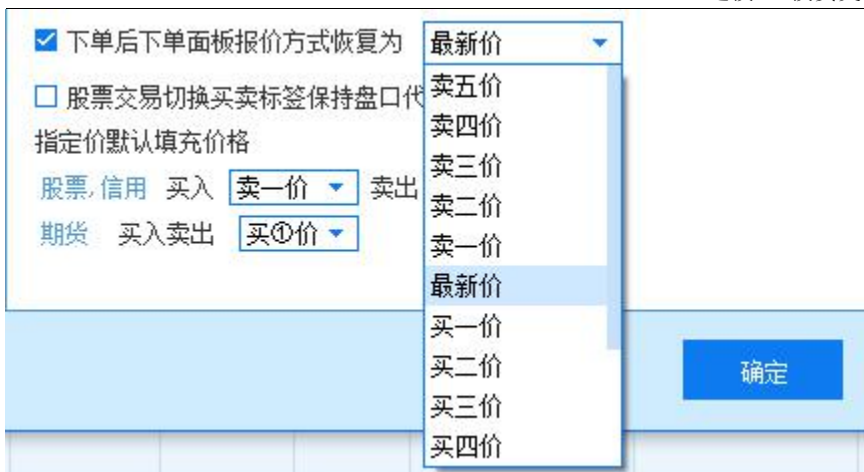 下单后下单面板报价方式恢复为 最新价
股票交易切换买卖标签保持盘口代
指定价默认填充价格
股票,信用 买入 卖一价 卖出
期货 买入卖出 买①价
卖五价
卖四价
卖三价
卖二价
卖一价
最新价
买一价
买二价
买三价
买四价
确定